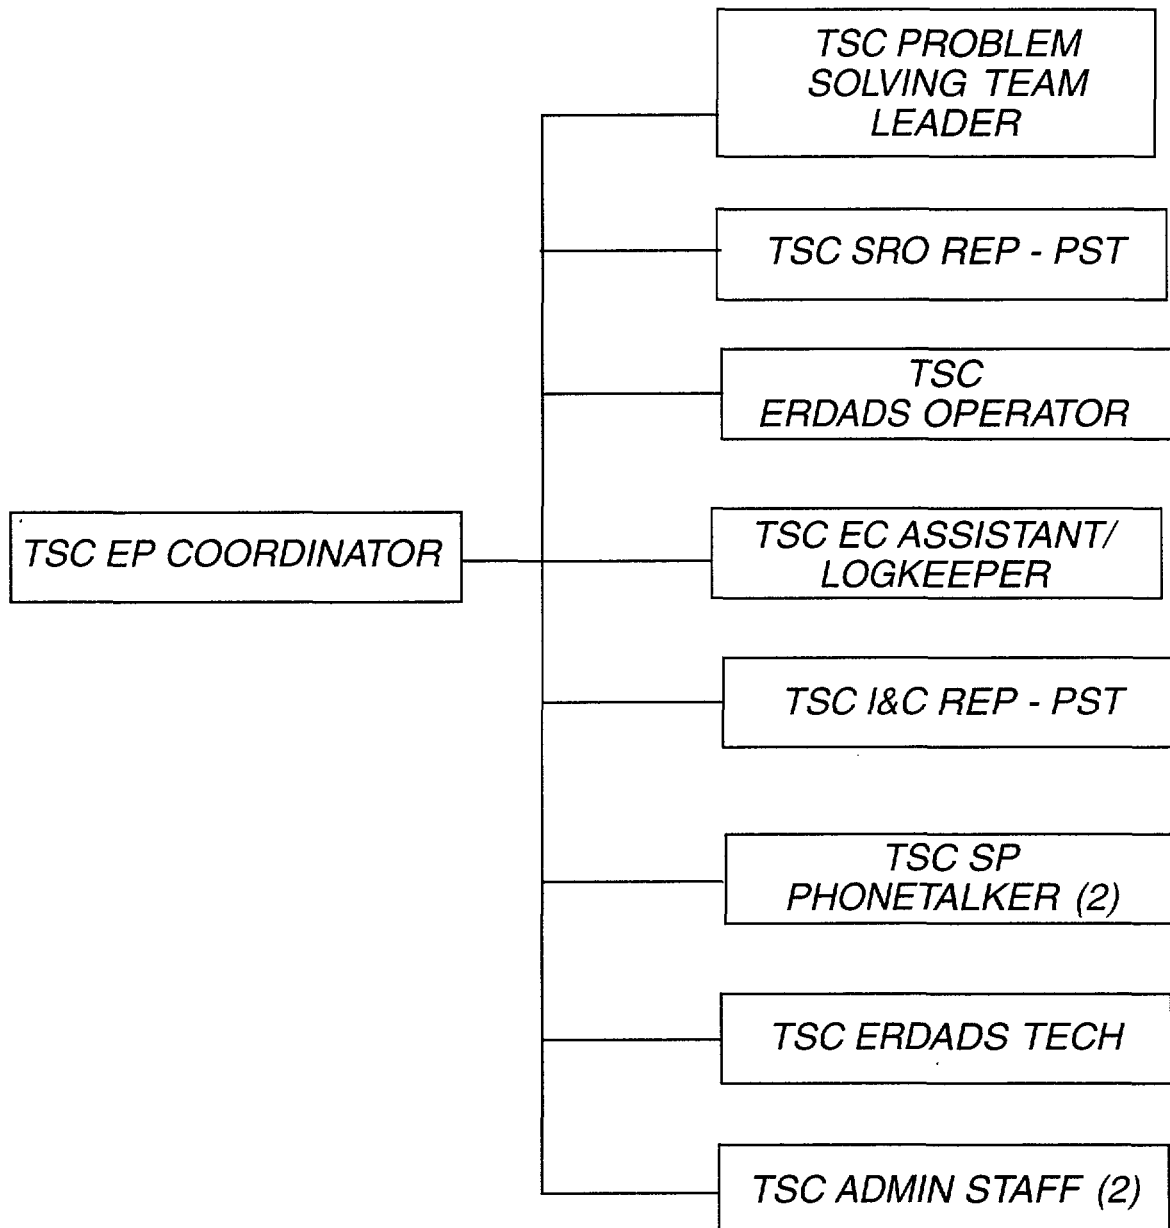 TSC PROBLEM
SOLVING TEAM
LEADER
TSC SRO REP - PST
TSC
ERDADS OPERATOR
TSC EP COORDINATOR
TSC EC ASSISTANT/
LOGKEEPER
TSC I&C REP - PST
TSC SP
PHONETALKER (2)
TSC ERDADS TECH
TSC ADMIN STAFF (2)